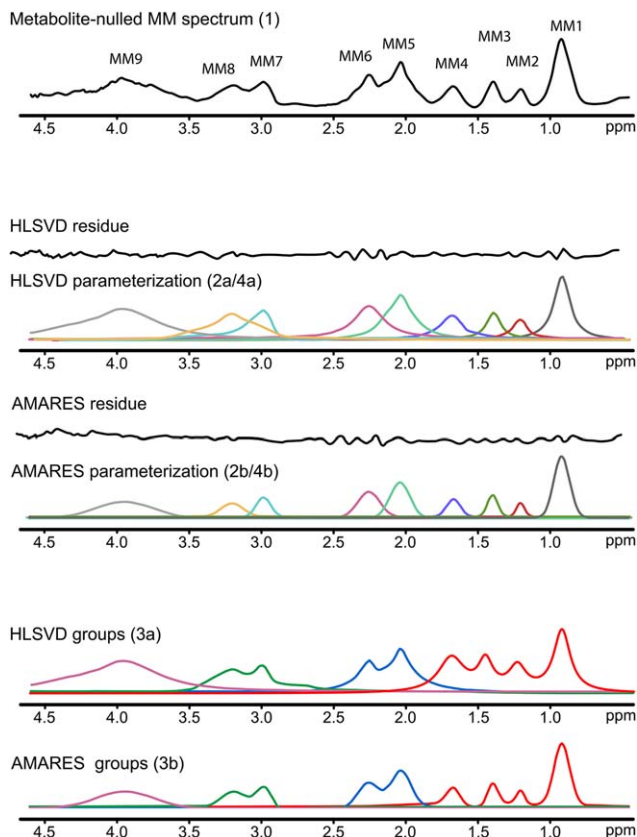 Metabolite-nulled MM spectrum (1)
MM9 MM8 MM7 MM6 MM5 MM4 MM3 MM2 MM1
4.5 4.0 3.5 3.0 2.5 2.0 1.5 1.0 ppm
HLSVD residue
HLSVD parameterization (2a/4a)
4.5 4.0 3.5 3.0 2.5 2.0 1.5 1.0 ppm
AMARES residue
AMARES parameterization (2b/4b)
4.5 4.0 3.5 3.0 2.5 2.0 1.5 1.0 ppm
HLSVD groups (3a)
4.5 4.0 3.5 3.0 2.5 2.0 1.5 1.0 ppm
AMARES groups (3b)
4.5 4.0 3.5 3.0 2.5 2.0 1.5 1.0 ppm